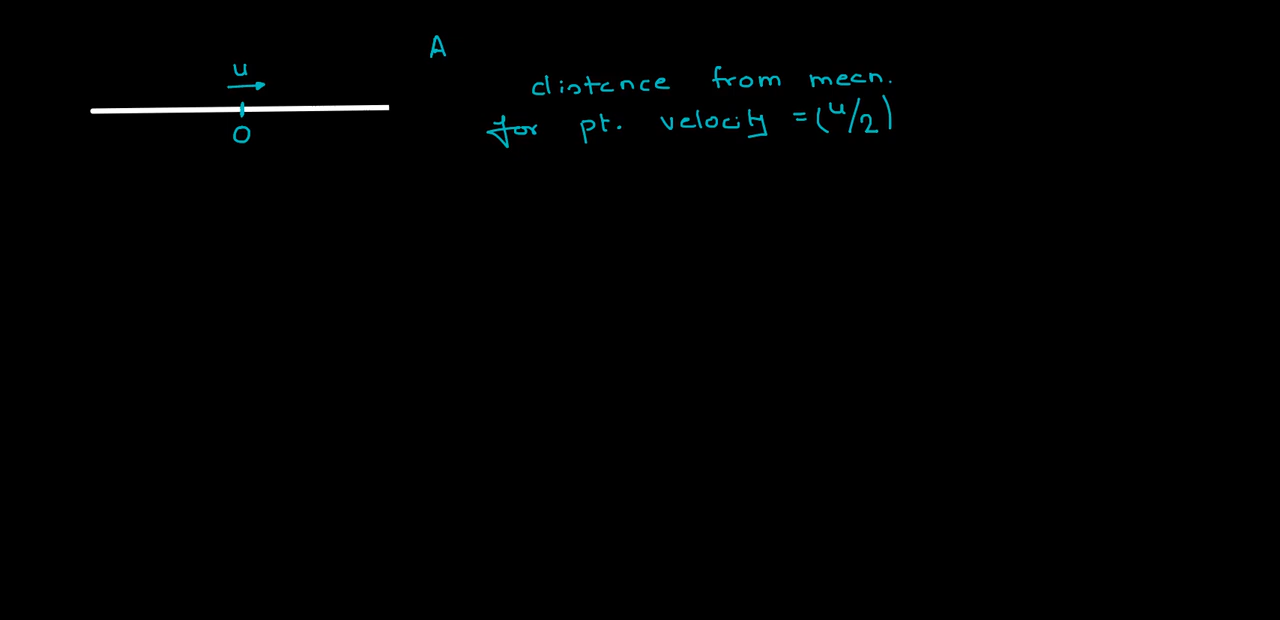 A
u
distance from mean.
O
for pt. velocity = (u/2)